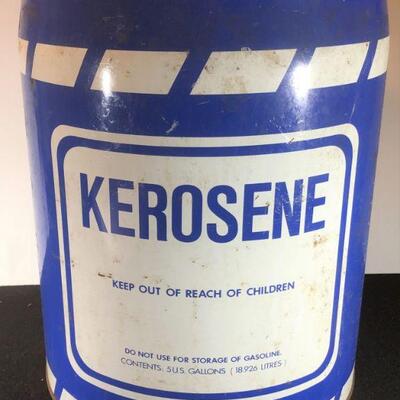 KEROSENE
KEEP OUT OF REACH OF CHILDREN
DO NOT USE FOR STORAGE OF GASOLINE.
CONTENTS: 5 U.S. GALLONS ( 18.926 LITRES )